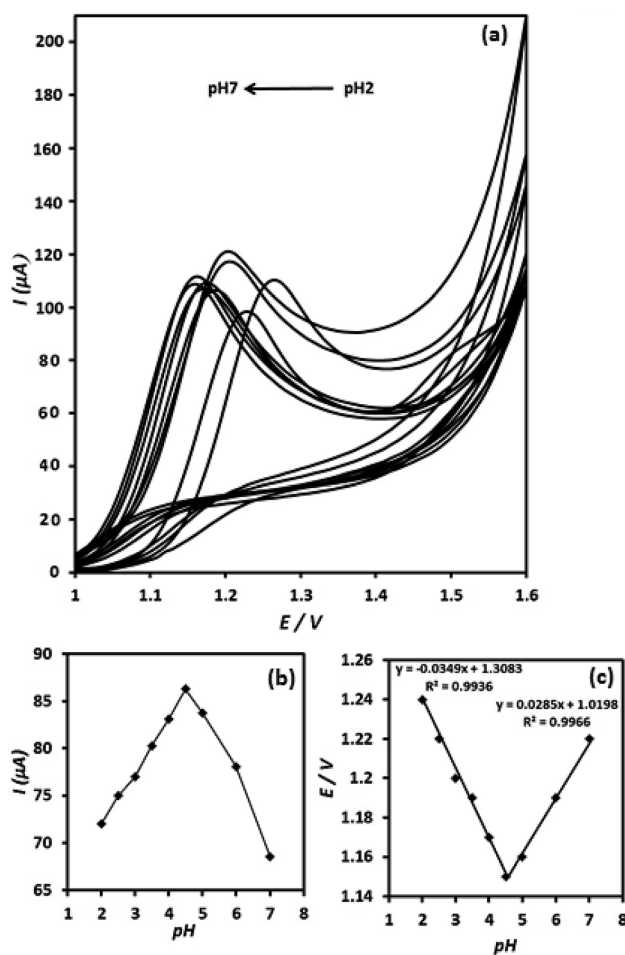 (a)
pH7 pH2
210
200
180
160
140
120
100
80
60
40
20
0
I (µA)
1 1.1 1.2 1.3 1.4 1.5 1.6
E / V
(b)
90
85
80
75
70
65
I (µA)
1 2 3 4 5 6 7 8
pH
(c)
y = -0.0349x + 1.3083
R² = 0.9936
y = 0.0285x + 1.0198
R² = 0.9966
1.26
1.24
1.22
1.2
1.18
1.16
1.14
E / V
1 2 3 4 5 6 7 8
pH